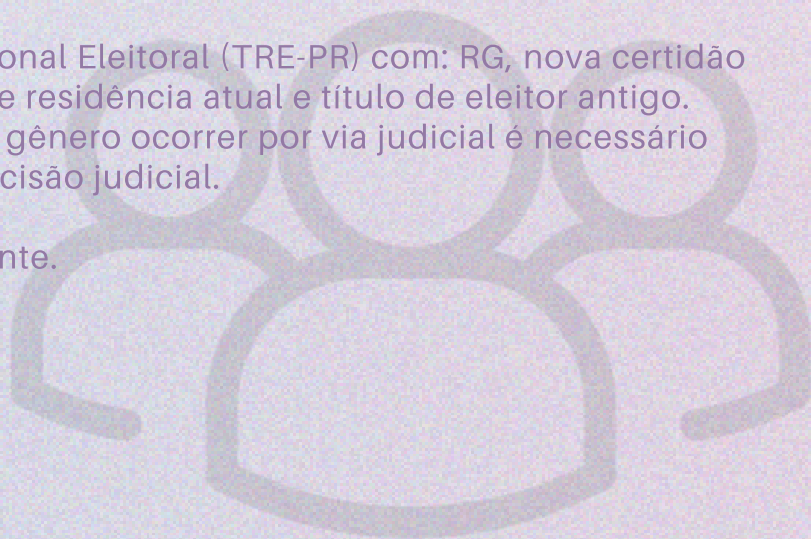 onal Eleitoral (TRE-PR) com: RG, nova certidão
e residência atual e título de eleitor antigo.
gênero ocorrer por via judicial é necessário
cisão judicial.
nte.